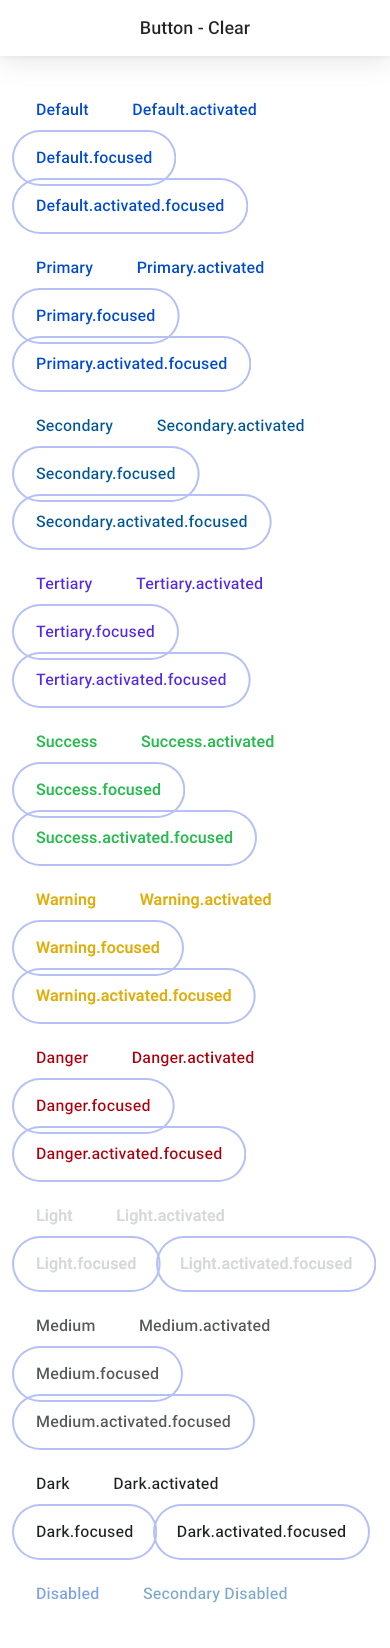 Button - Clear
Default Default.activated
Default.focused
Default.activated.focused
Primary Primary.activated
Primary.focused
Primary.activated.focused
Secondary Secondary.activated
Secondary.focused
Secondary.activated.focused
Tertiary Tertiary.activated
Tertiary.focused
Tertiary.activated.focused
Success Success.activated
Success.focused
Success.activated.focused
Warning Warning.activated
Warning.focused
Warning.activated.focused
Danger Danger.activated
Danger.focused
Danger.activated.focused
Light Light.activated
Light.focused Light.activated.focused
Medium Medium.activated
Medium.focused
Medium.activated.focused
Dark Dark.activated
Dark.focused Dark.activated.focused
Disabled Secondary Disabled